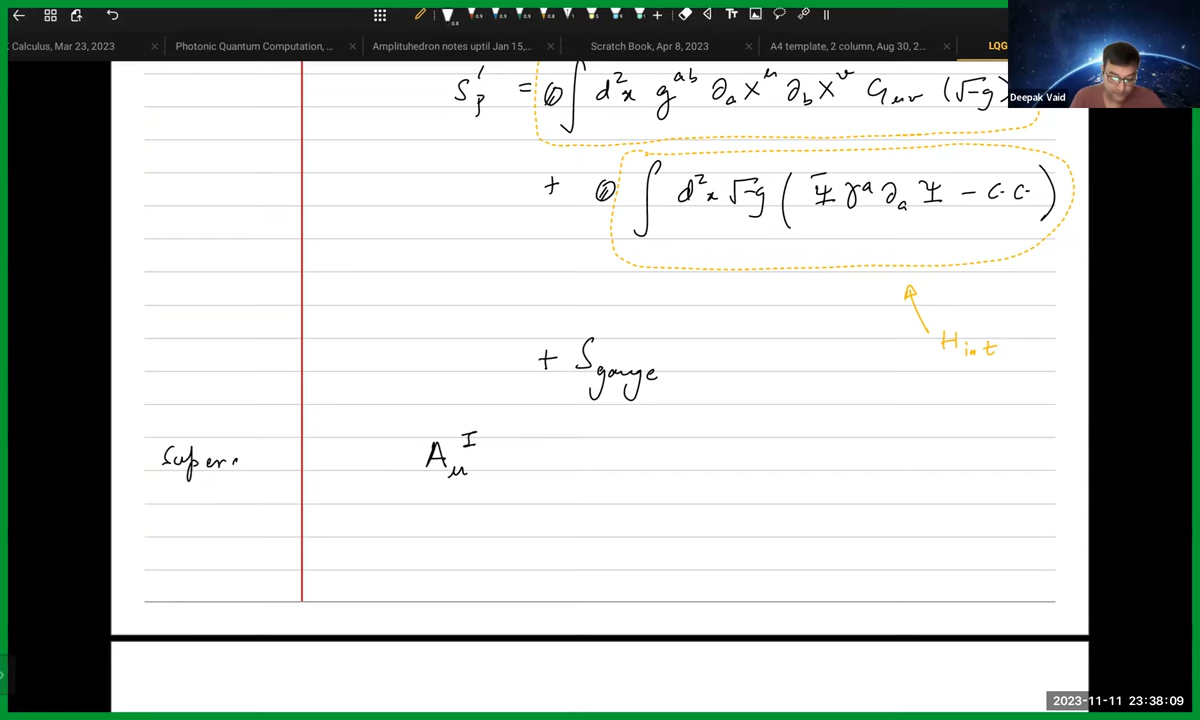 Calculus, Mar 23, 2023
Photonic Quantum Computation, ...
Amplituhedron notes uptil Jan 15,...
Scratch Book, Apr 8, 2023
A4 template, 2 column, Aug 30, 2...
LQG
Deepak Vaid
S'_p = ① ∫ d²x g^{ab} ∂_a X^μ ∂_b X^ν G_{μν} (√-g)
+ ② ∫ d²x √-g ( Ψ̄ γ^a ∂_a Ψ - c.c. )
H_int
+ S_gauge
Super.
A_μ^I
2023-11-11 23:38:09